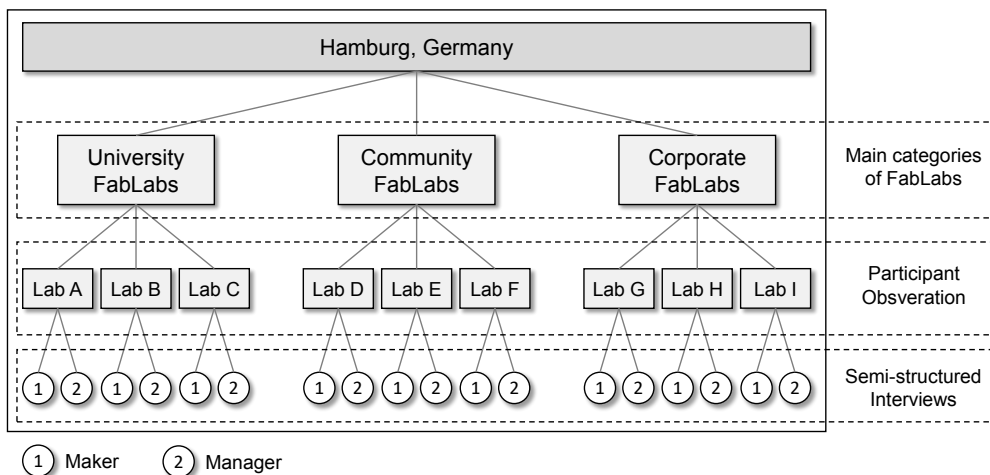 Hamburg, Germany
University
FabLabs
Community
FabLabs
Corporate
FabLabs
Main categories
of FabLabs
Lab A
Lab B
Lab C
Lab D
Lab E
Lab F
Lab G
Lab H
Lab I
Participant
Obsveration
1 2 1 2 1 2 1 2 1 2 1 2 1 2 1 2 1 2
Semi-structured
Interviews
1 Maker
2 Manager